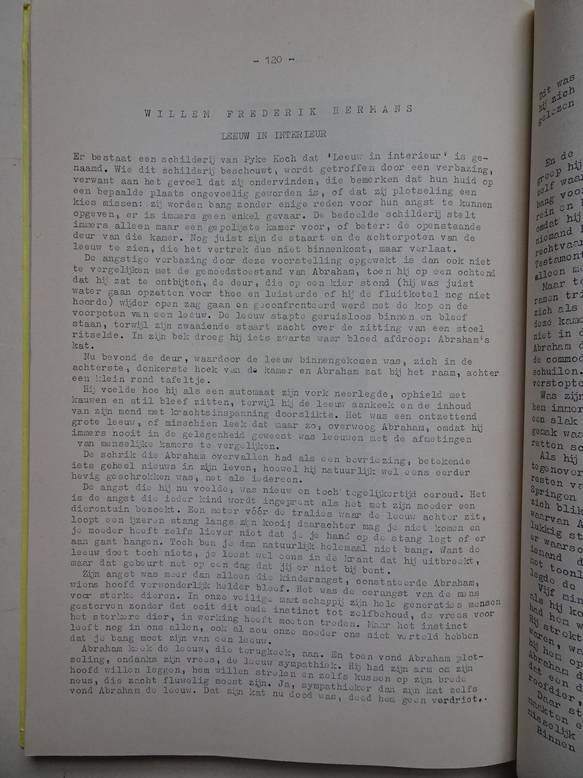 - 120 -
WILLEM FREDERIK HERMANS
LEEUW IN INTERIEUR
Er bestaat een schilderij van Pyke Koch dat 'Leeuw in interieur' is ge-
naamd. Wie dit schilderij beschouwt, wordt getroffen door een verbazing,
verwant aan het gevoel dat zij ondervinden, die bemerken dat hun huid op
een bepaalde plaats ongevoelig geworden is, of dat zij plotseling een
kies missen: zij worden bang zonder enige reden voor hun angst te kunnen
opgeven, er is immers geen enkel gevaar. De bedoelde schilderij stelt
immers alleen maar een gepolijste kamer voor, of beter: de openstaande
deur van die kamer. Nog juist zijn de staart en de achterpoten van de
leeuw te zien, die het vertrek dus niet binnenkomt, maar verlaat.
De angstige verbazing door deze voorstelling opgewekt is dan ook niet
te vergelijken met de gemoedstoestand van Abraham, toen hij op een ochtend
dat hij zat te ontbijten, de deur, die op een kier stond (hij was juist
water gaan opzetten voor thee en luisterde of hij de fluitketel nog niet
hoorde) wijder open zag gaan en geconfronteerd werd met de kop en de
voorpoten van een leeuw. De leeuw stapte geruisloos binnen en bleef
staan, terwijl zijn zwaaiende staart zacht over de zitting van een stoel
ritselde. In zijn bek droeg hij iets zwarts waar bloed afdroop: Abraham's
kat.
Nu bevond de deur, waardoor de leeuw binnengekomen was, zich in de
achterste, donkerste hoek van de kamer en Abraham zat bij het raam, achter
een klein rond tafeltje.
Hij voelde hoe hij als een automaat zijn vork neerlegde, ophield met
kauwen en stil bleef zitten, terwijl hij de leeuw aankeek en de inhoud
van zijn mond met krachtsinspanning doorslikte. Het was een ontzettend
grote leeuw, of misschien leek dat maar zo, overwoog Abraham, omdat hij
immers nooit in de gelegenheid geweest was leeuwen met de afmetingen
van menselijke kamers te vergelijken.
De schrik die Abraham overvallen had als een bevriezing, betekende
iets geheel nieuws in zijn leven, hoewel hij natuurlijk wel eens eerder
hevig geschrokken was, net als iedereen.
De angst die hij nu voelde, was nieuw en toch tegelijkertijd oeroud. Het
is de angst die ieder kind wordt ingeprent als het met zijn moeder een
dierentuin bezoekt. Een meter vóór de tralies waar de leeuw achter zit,
loopt een ijzeren stang langs zijn kooi; daarachter mag je niet komen en
je moeder heeft zelfs liever niet dat je je hand op de stang legt of er
aan gaat hangen. Toch ben je dan natuurlijk helemaal niet bang. Want de
leeuw doet toch niets, je leest wel eens in de krant dat hij uitbreekt,
maar dat gebeurt net op een dag dat jij er niet bij bent.
Zijn angst was meer dan alleen die kinderangst, constateerde Abraham,
wiens hoofd verwonderlijk helder bleef. Het was de oerangst van de mens
voor sterke dieren. In onze veilige maatschappij zijn hele generaties mensen
gestorven zonder dat ooit dit oude instinct tot zelfbehoud, de vrees voor
het sterkere dier, in werking heeft moeten treden. Maar het instinct
leeft nog in ons allen, ook al zou onze moeder ons niet verteld hebben
dat je bang moet zijn van een leeuw.
Abraham keek de leeuw, die terugkeek, aan. En toen vond Abraham plot-
seling, ondanks zijn vrees, de leeuw sympathiek. Hij had zijn arm om zijn
hoofd willen leggen, hem willen strelen en zelfs kussen op zijn brede
neus, die zacht fluwelig moest zijn. Ja, sympathieker dan zijn kat zelfs
vond Abraham de leeuw. Dat zijn kat nu dood was, deed hem geen verdriet.